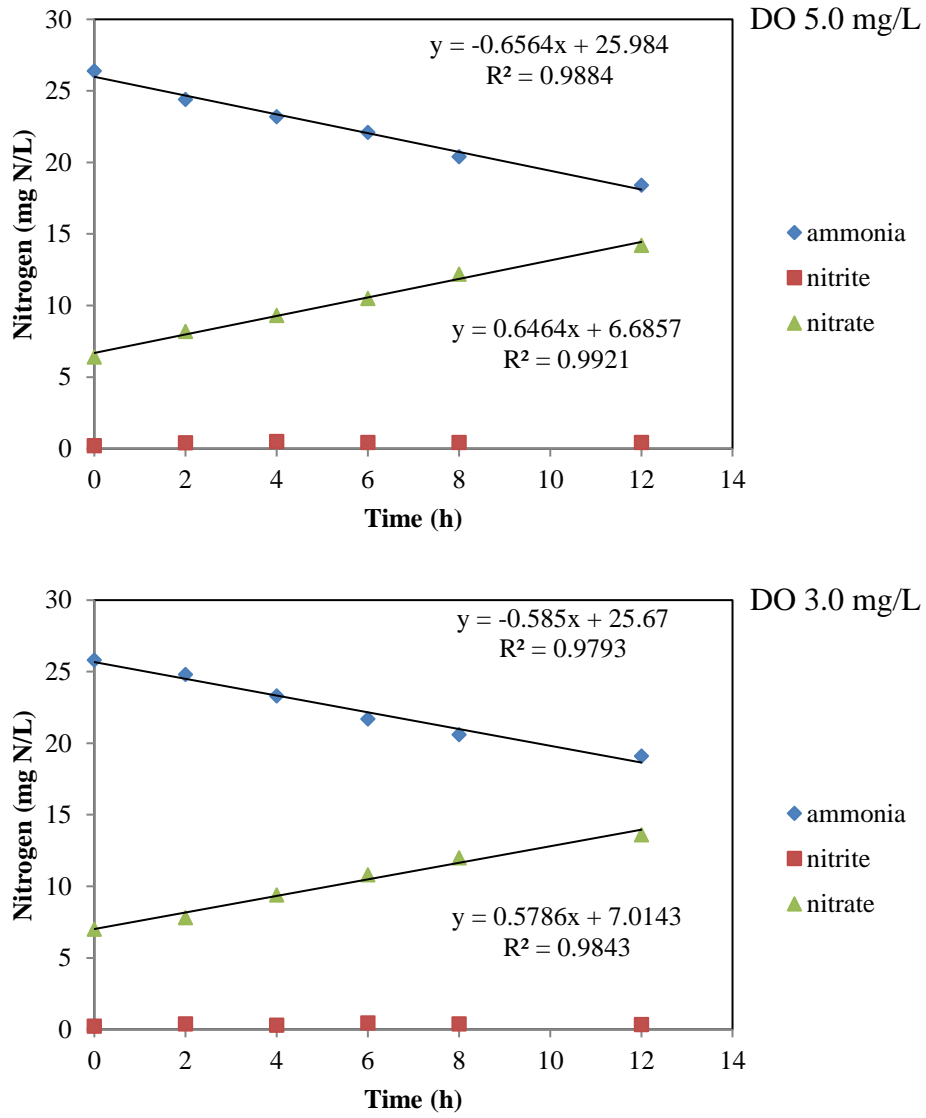 DO 5.0 mg/L
30
25
20
15
10
5
0
Nitrogen (mg N/L)
y = -0.6564x + 25.984
R² = 0.9884
y = 0.6464x + 6.6857
R² = 0.9921
ammonia
nitrite
nitrate
0 2 4 6 8 10 12 14
Time (h)
DO 3.0 mg/L
30
25
20
15
10
5
0
Nitrogen (mg N/L)
y = -0.585x + 25.67
R² = 0.9793
y = 0.5786x + 7.0143
R² = 0.9843
ammonia
nitrite
nitrate
0 2 4 6 8 10 12 14
Time (h)